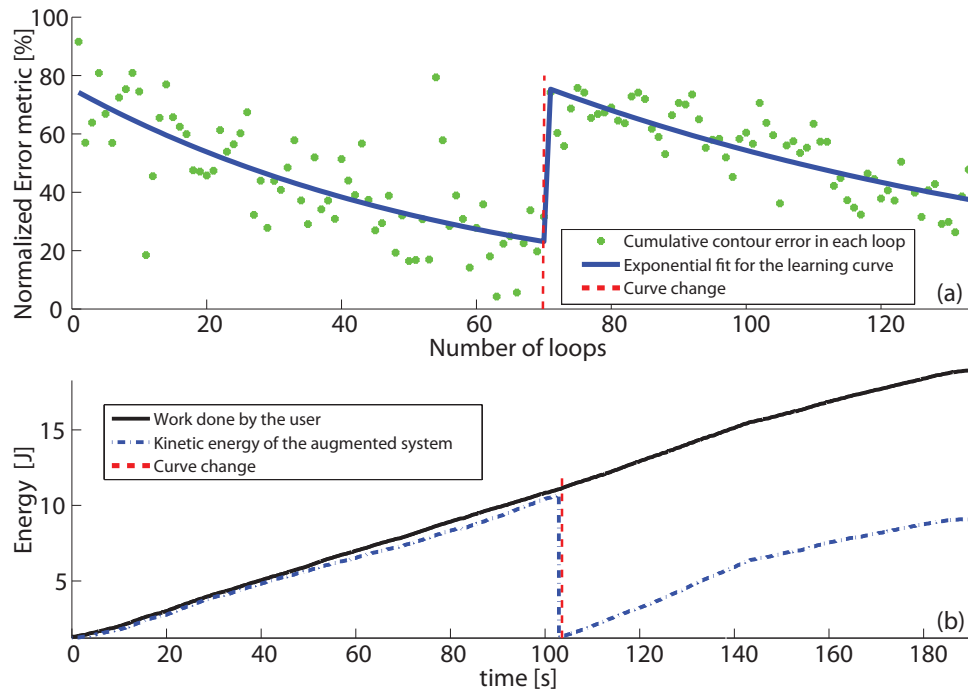 100
80
60
40
20
0
Normalized Error metric [%]
Cumulative contour error in each loop
Exponential fit for the learning curve
Curve change
(a)
0 20 40 60 80 100 120
Number of loops
Work done by the user
Kinetic energy of the augmented system
Curve change
15
10
5
Energy [J]
(b)
0 20 40 60 80 100 120 140 160 180
time [s]